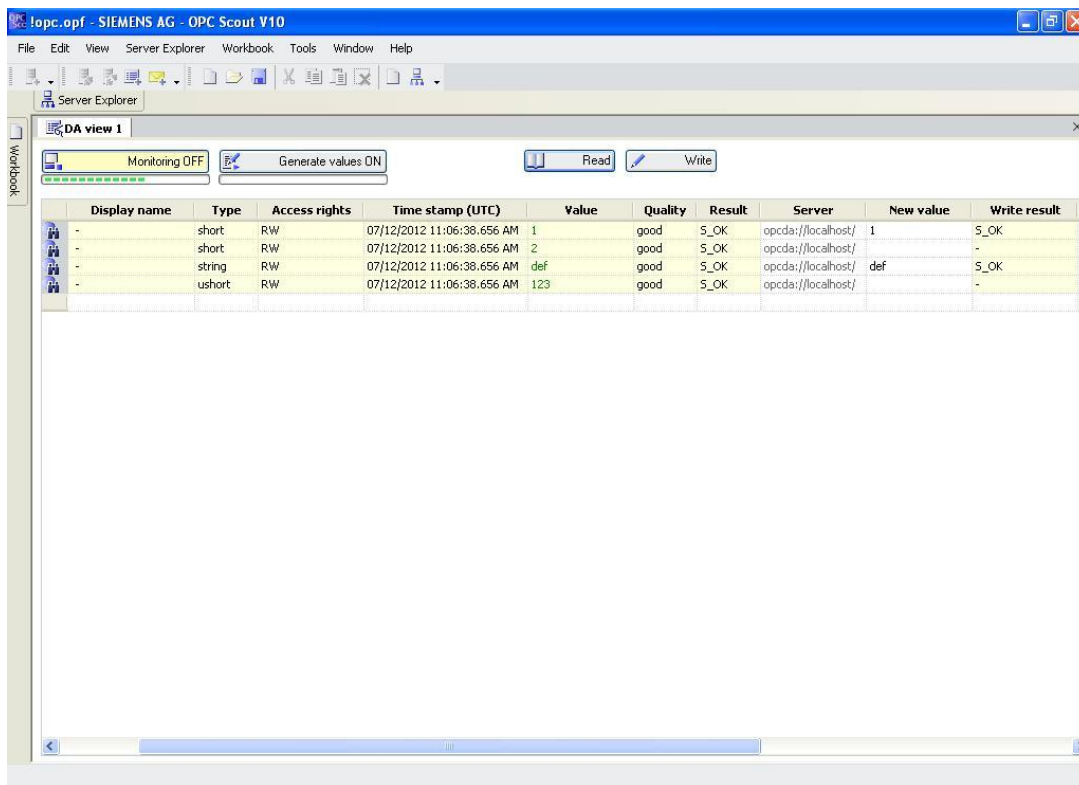 !opc.opf - SIEMENS AG - OPC Scout V10
File Edit View Server Explorer Workbook Tools Window Help
Server Explorer
Workbook
DA view 1
Monitoring OFF Generate values ON Read Write
Display name Type Access rights Time stamp (UTC) Value Quality Result Server New value Write result
- short RW 07/12/2012 11:06:38.656 AM 1 good S_OK opcda://localhost/ 1 S_OK
- short RW 07/12/2012 11:06:38.656 AM 2 good S_OK opcda://localhost/ -
- string RW 07/12/2012 11:06:38.656 AM def good S_OK opcda://localhost/ def S_OK
- ushort RW 07/12/2012 11:06:38.656 AM 123 good S_OK opcda://localhost/ -